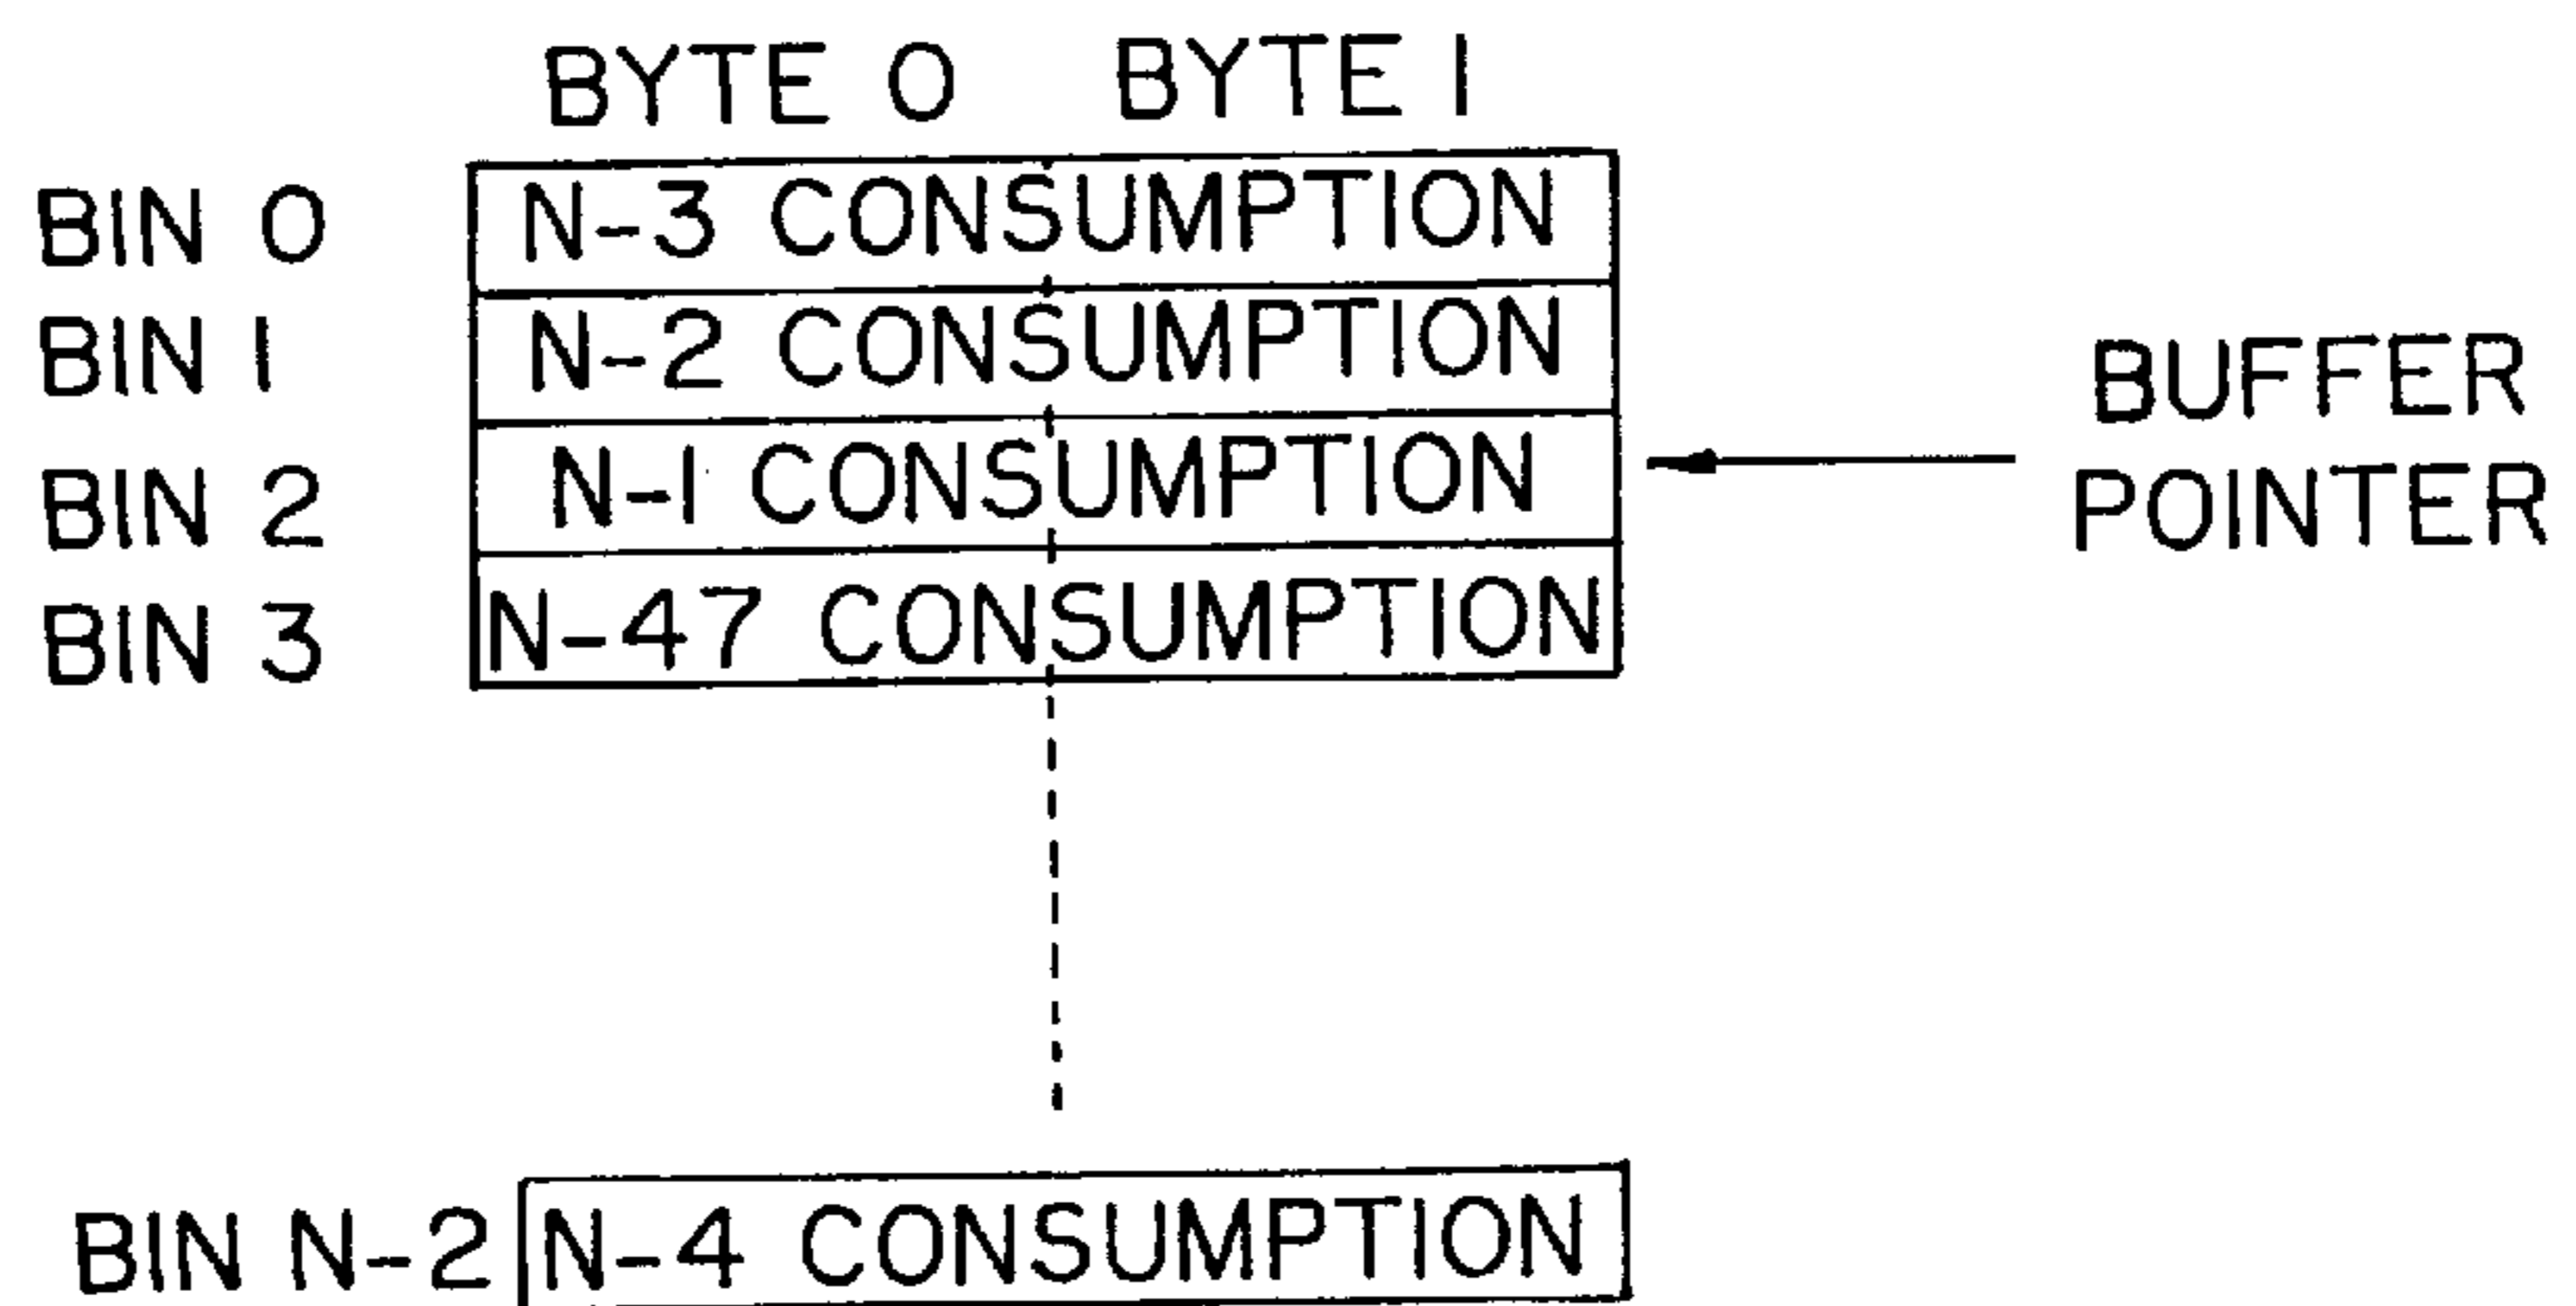 BYTE 0 BYTE 1
BIN 0 N-3 CONSUMPTION
BIN 1 N-2 CONSUMPTION
BIN 2 N-1 CONSUMPTION
BIN 3 N-47 CONSUMPTION
BUFFER
POINTER
BIN N-2 N-4 CONSUMPTION